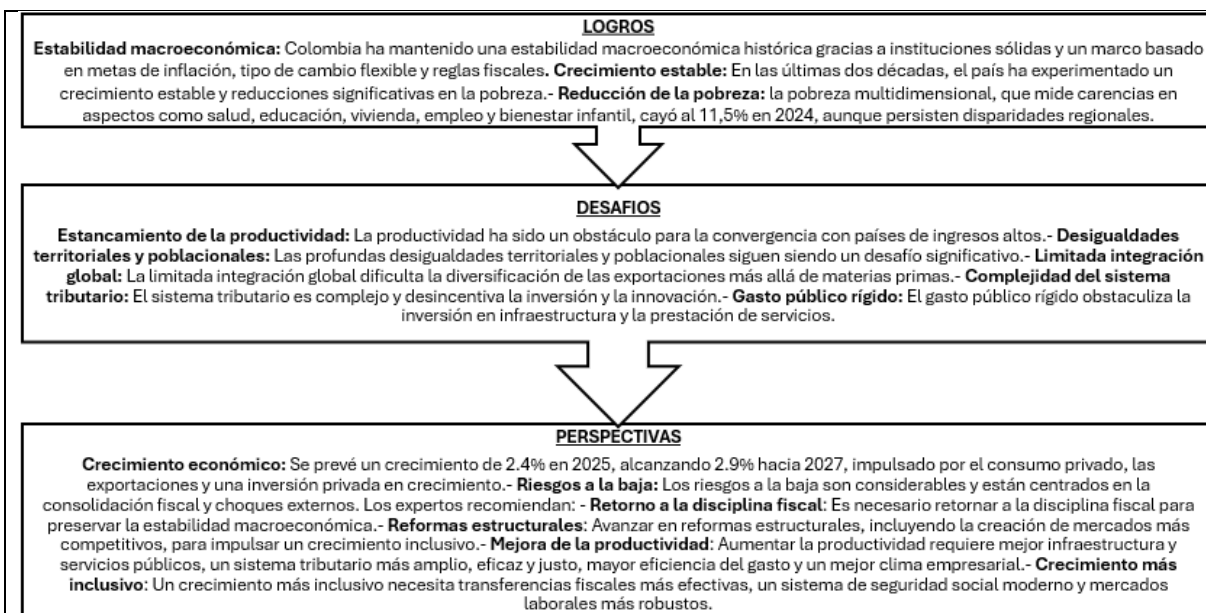 LOGROS
Estabilidad macroeconómica: Colombia ha mantenido una estabilidad macroeconómica histórica gracias a instituciones sólidas y un marco basado
en metas de inflación, tipo de cambio flexible y reglas fiscales. Crecimiento estable: En las últimas dos décadas, el país ha experimentado un
crecimiento estable y reducciones significativas en la pobreza.- Reducción de la pobreza: la pobreza multidimensional, que mide carencias en
aspectos como salud, educación, vivienda, empleo y bienestar infantil, cayó al 11,5% en 2024, aunque persisten disparidades regionales.
DESAFIOS
Estancamiento de la productividad: La productividad ha sido un obstáculo para la convergencia con países de ingresos altos.- Desigualdades
territoriales y poblacionales: Las profundas desigualdades territoriales y poblacionales siguen siendo un desafío significativo.- Limitada integración
global: La limitada integración global dificulta la diversificación de las exportaciones más allá de materias primas.- Complejidad del sistema
tributario: El sistema tributario es complejo y desincentiva la inversión y la innovación.- Gasto público rígido: El gasto público rígido obstaculiza la
inversión en infraestructura y la prestación de servicios.
PERSPECTIVAS
Crecimiento económico: Se prevé un crecimiento de 2.4% en 2025, alcanzando 2.9% hacia 2027, impulsado por el consumo privado, las
exportaciones y una inversión privada en crecimiento.- Riesgos a la baja: Los riesgos a la baja son considerables y están centrados en la
consolidación fiscal y choques externos. Los expertos recomiendan: - Retorno a la disciplina fiscal: Es necesario retornar a la disciplina fiscal para
preservar la estabilidad macroeconómica.- Reformas estructurales: Avanzar en reformas estructurales, incluyendo la creación de mercados más
competitivos, para impulsar un crecimiento inclusivo.- Mejora de la productividad: Aumentar la productividad requiere mejor infraestructura y
servicios públicos, un sistema tributario más amplio, eficaz y justo, mayor eficiencia del gasto y un mejor clima empresarial.- Crecimiento más
inclusivo: Un crecimiento más inclusivo necesita transferencias fiscales más efectivas, un sistema de seguridad social moderno y mercados
laborales más robustos.